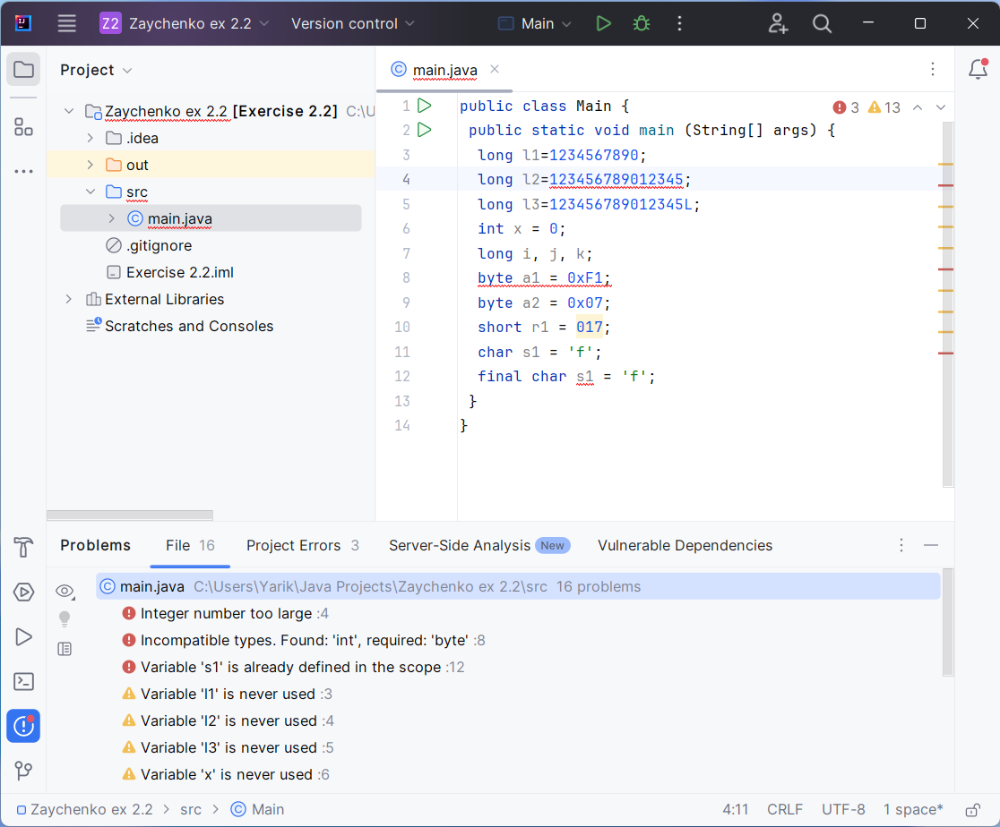 Z2 Zaychenko ex 2.2 Version control Main
Project
Zaychenko ex 2.2 [Exercise 2.2] C:\U
.idea
out
src
main.java
.gitignore
Exercise 2.2.iml
External Libraries
Scratches and Consoles
main.java
3 13
1 public class Main {
2 public static void main (String[] args) {
3 long l1=1234567890;
4 long l2=123456789012345;
5 long l3=123456789012345L;
6 int x = 0;
7 long i, j, k;
8 byte a1 = 0xF1;
9 byte a2 = 0x07;
10 short r1 = 017;
11 char s1 = 'f';
12 final char s1 = 'f';
13 }
14 }
Problems File 16 Project Errors 3 Server-Side Analysis New Vulnerable Dependencies
main.java C:\Users\Yarik\Java Projects\Zaychenko ex 2.2\src 16 problems
Integer number too large :4
Incompatible types. Found: 'int', required: 'byte' :8
Variable 's1' is already defined in the scope :12
Variable 'l1' is never used :3
Variable 'l2' is never used :4
Variable 'l3' is never used :5
Variable 'x' is never used :6
Zaychenko ex 2.2 > src > Main 4:11 CRLF UTF-8 1 space*